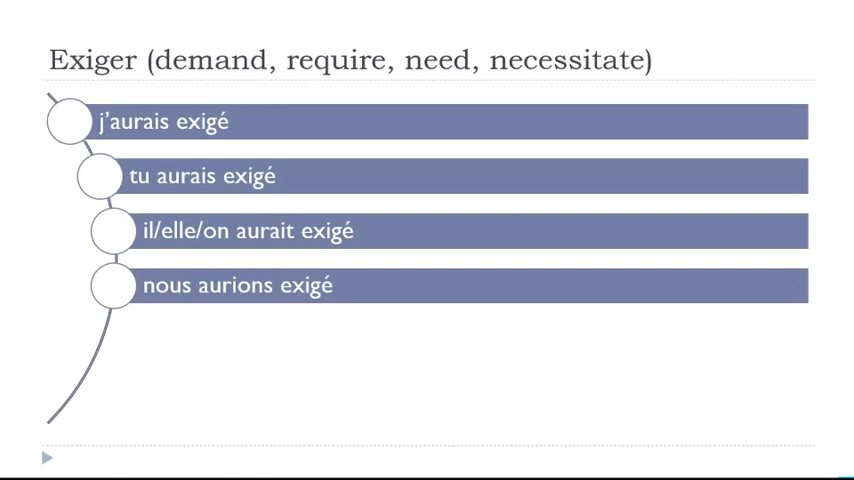 Exiger (demand, require, need, necessitate)
j’aurais exigé
tu aurais exigé
il/elle/on aurait exigé
nous aurions exigé